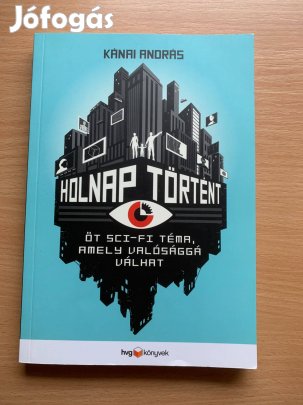 Jófogás
KÁNAI ANDRÁS
HOLNAP TÖRTÉNT
ÖT SCI-FI TÉMA,
AMELY VALÓSÁGGÁ
VÁLHAT
hvg könyvek